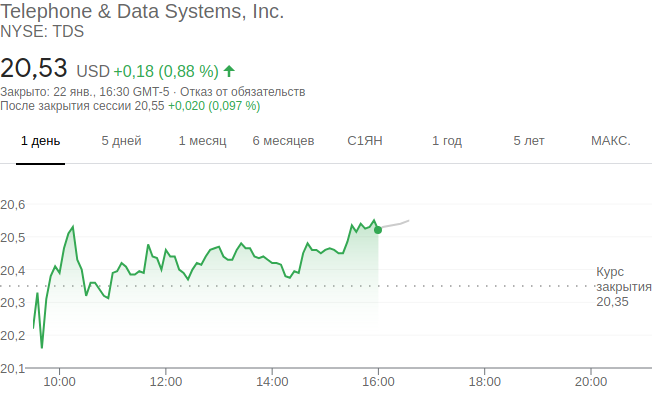 Telephone & Data Systems, Inc.
NYSE: TDS
20,53 USD +0,18 (0,88 %)
Закрыто: 22 янв., 16:30 GMT-5 · Отказ от обязательств
После закрытия сессии 20,55 +0,020 (0,097 %)
1 день 5 дней 1 месяц 6 месяцев С1ЯН 1 год 5 лет МАКС.
20,6
20,5
20,4
20,3
20,2
20,1
Курс
закрытия
20,35
10:00 12:00 14:00 16:00 18:00 20:00